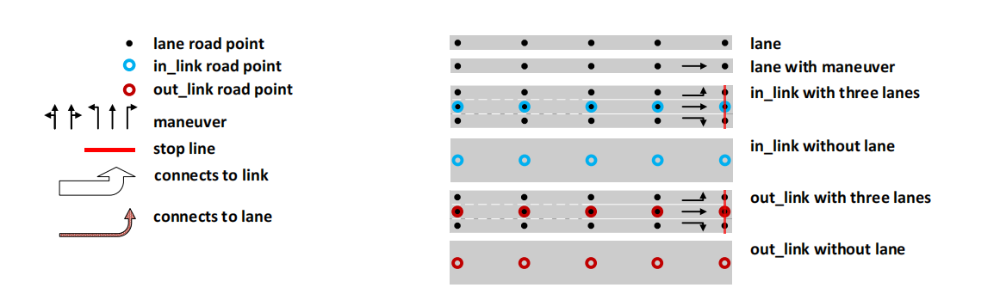 lane road point
in_link road point
out_link road point
maneuver
stop line
connects to link
connects to lane
lane
lane with maneuver
in_link with three lanes
in_link without lane
out_link with three lanes
out_link without lane